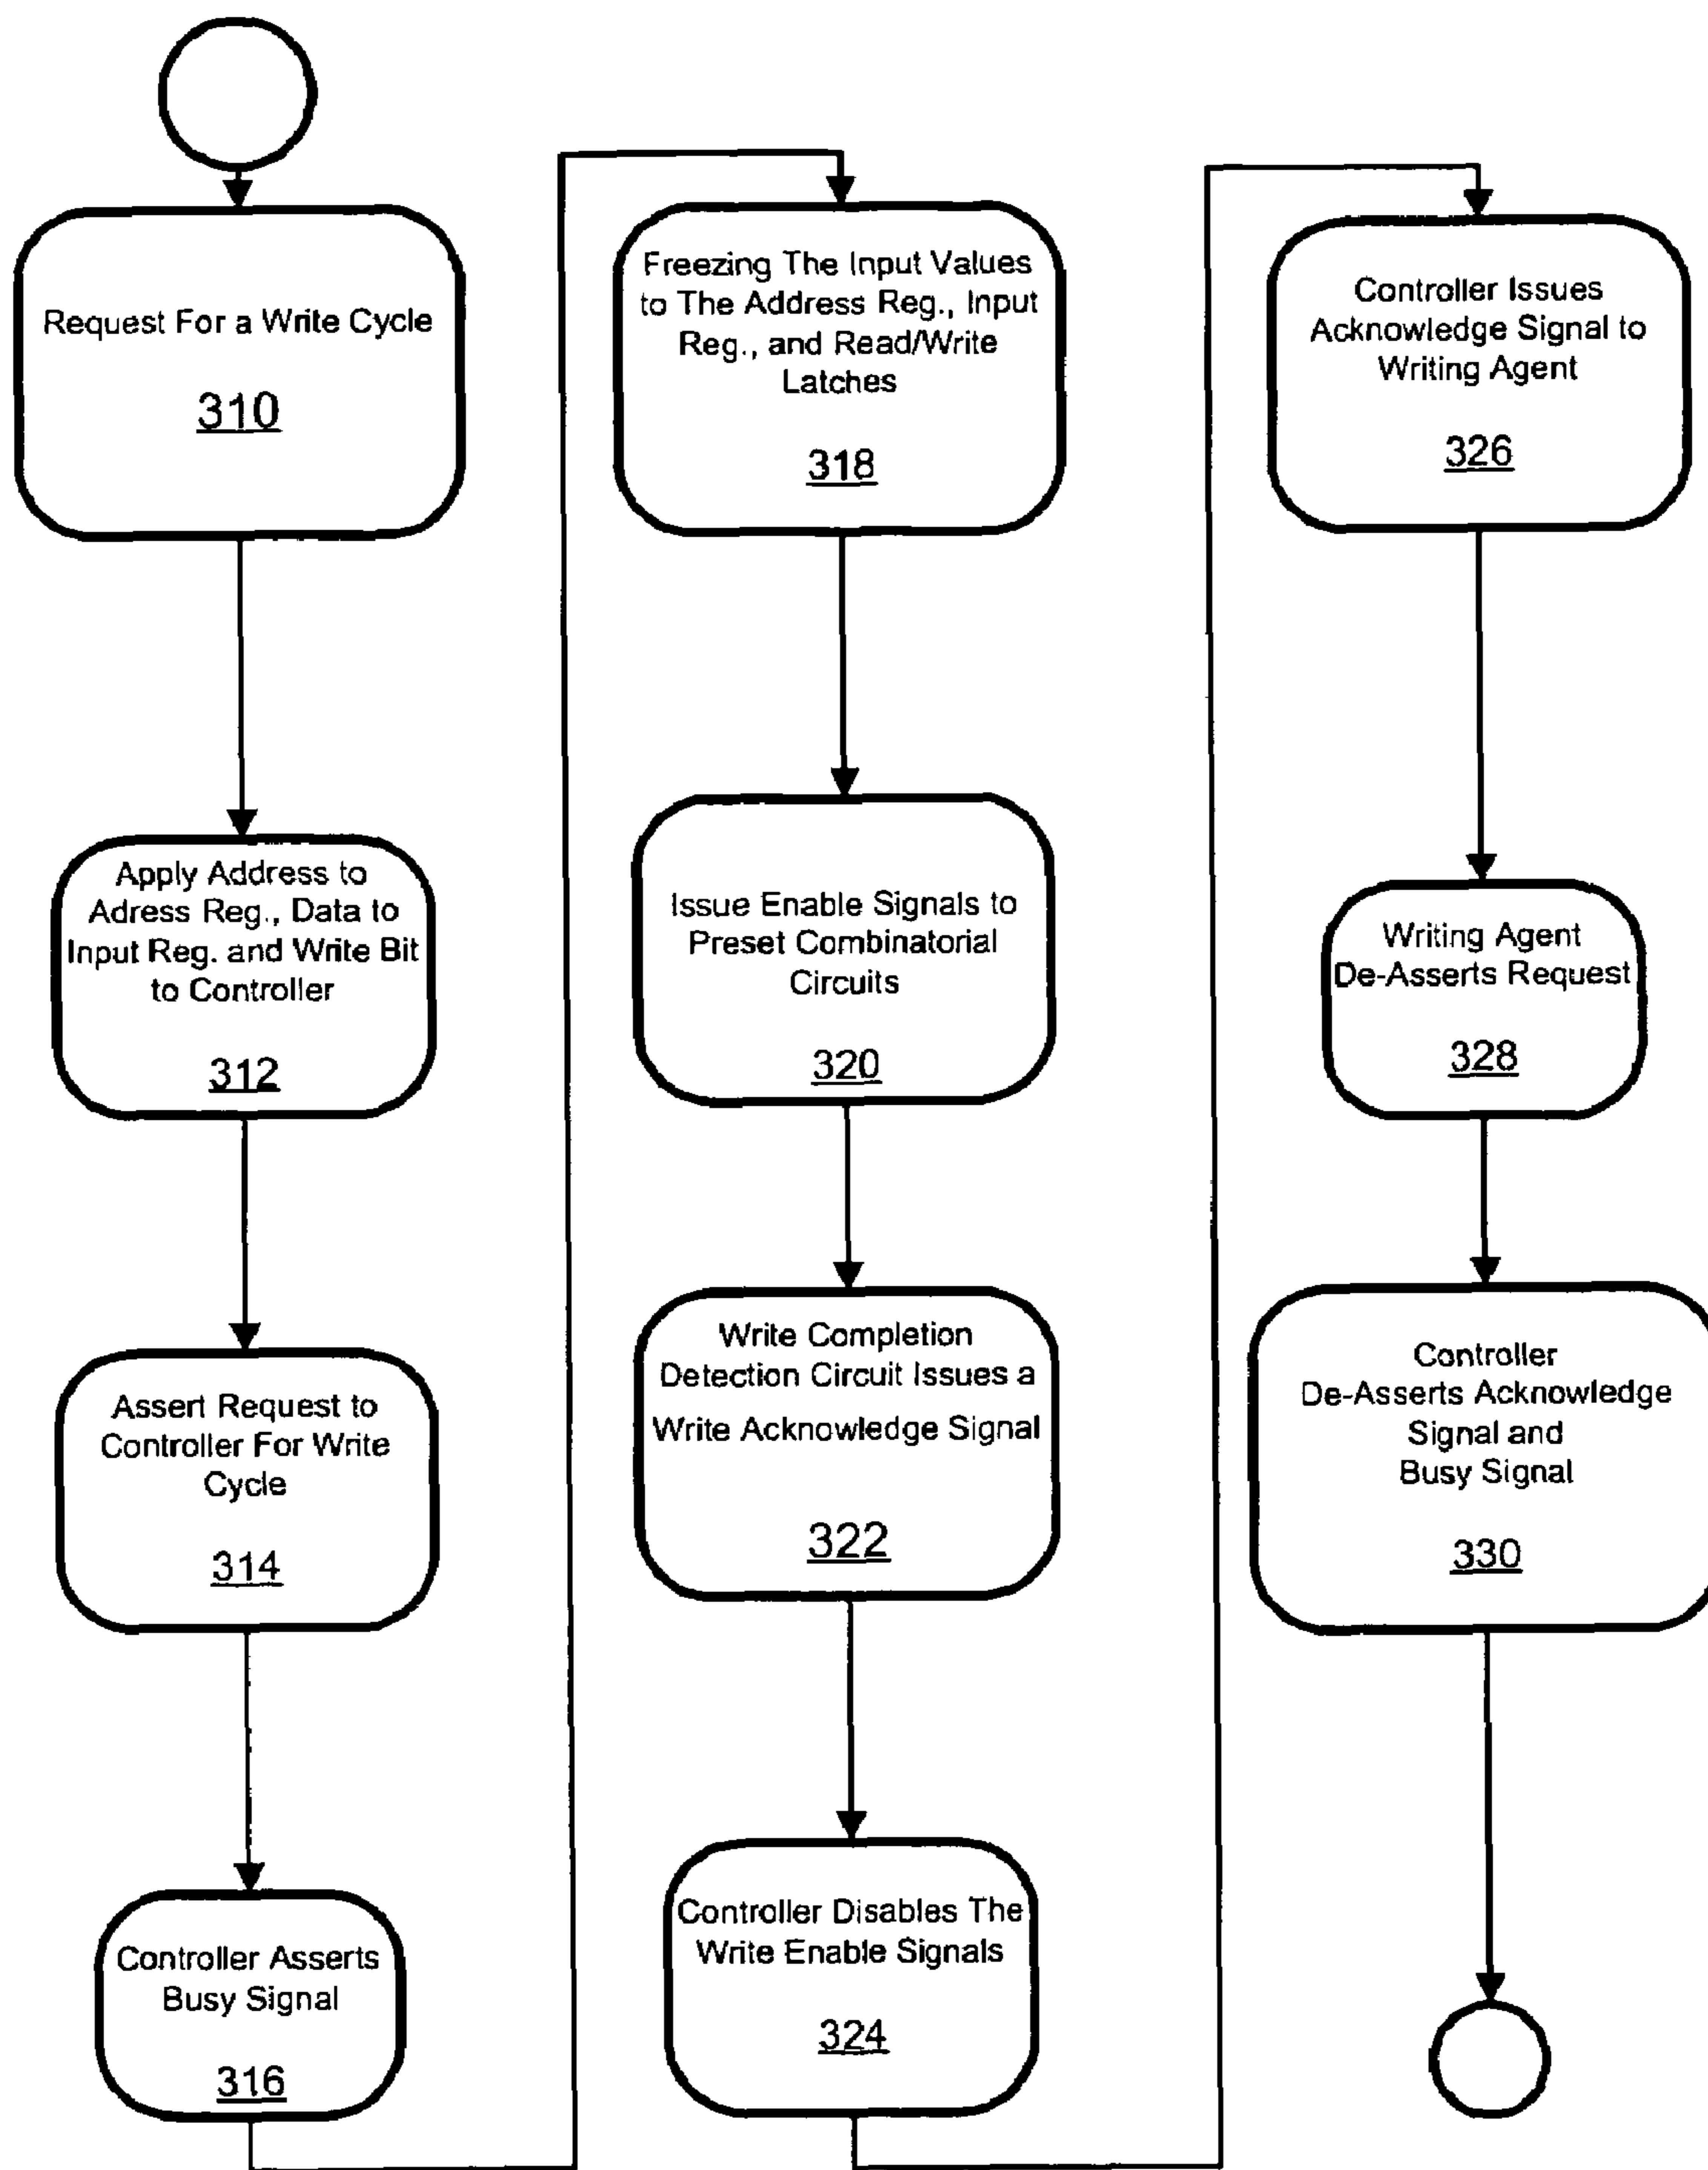 Request For a Write Cycle
310
Apply Address to
Adress Reg., Data to
Input Reg. and Write Bit
to Controller
312
Assert Request to
Controller For Write
Cycle
314
Controller Asserts
Busy Signal
316
Freezing The Input Values
to The Address Reg., Input
Reg., and Read/Write
Latches
318
Issue Enable Signals to
Preset Combinatorial
Circuits
320
Write Completion
Detection Circuit Issues a
Write Acknowledge Signal
322
Controller Disables The
Write Enable Signals
324
Controller Issues
Acknowledge Signal to
Writing Agent
326
Writing Agent
De-Asserts Request
328
Controller
De-Asserts Acknowledge
Signal and
Busy Signal
330